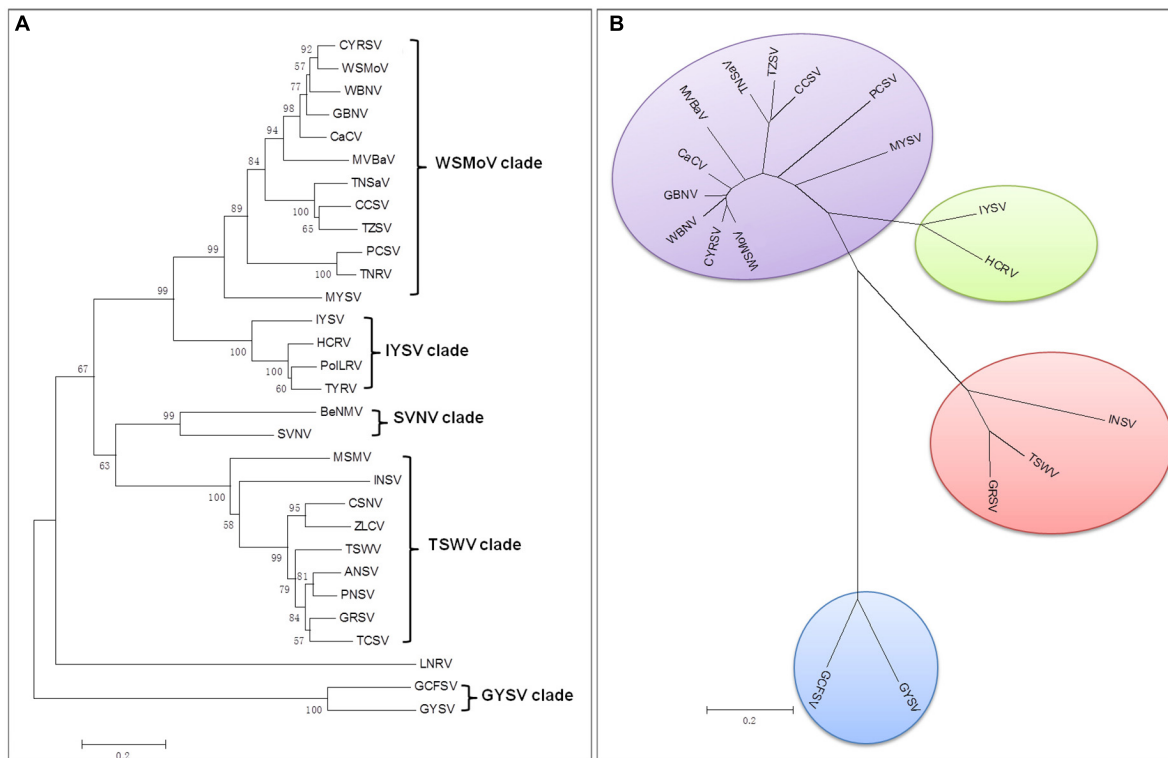 A
92
CYRSV
57
WSMoV
77
WBNV
98
GBNV
94
CaCV
84
MVBaV
WSMoV clade
TNSaV
100
CCSV
65
TZSV
89
PCSV
100
TNRV
99
MYSV
99
IYSV
100
HCRV
IYSV clade
100
PolLRV
60
TYRV
67
99
BeNMV
SVNV clade
SVNV
63
MSMV
100
INSV
58
95
CSNV
ZLCV
99
TSWV
TSWV clade
81
ANSV
79
PNSV
84
GRSV
57
TCSV
LNRV
GCFSV
GYSV clade
100
GYSV
0.2
B
TZSV
TNSaV
CCSV
MVBaV
PCSV
MYSV
CaCV
GBNV
WBNV
CYRSV
WSMoV
IYSV
HCRV
INSV
TSWV
GRSV
GCFSV
GYSV
0.2